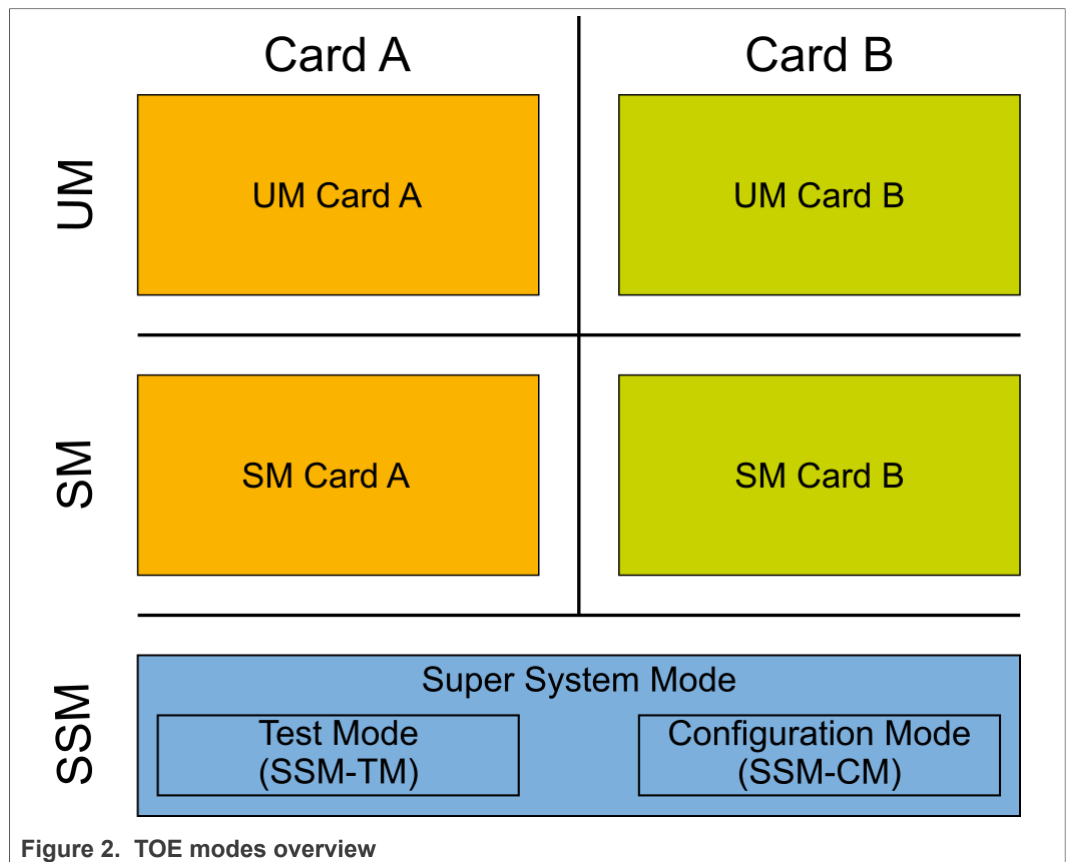 Card A
Card B
UM
UM Card A
UM Card B
SM
SM Card A
SM Card B
SSM
Super System Mode
Test Mode
(SSM-TM)
Configuration Mode
(SSM-CM)
Figure 2. TOE modes overview